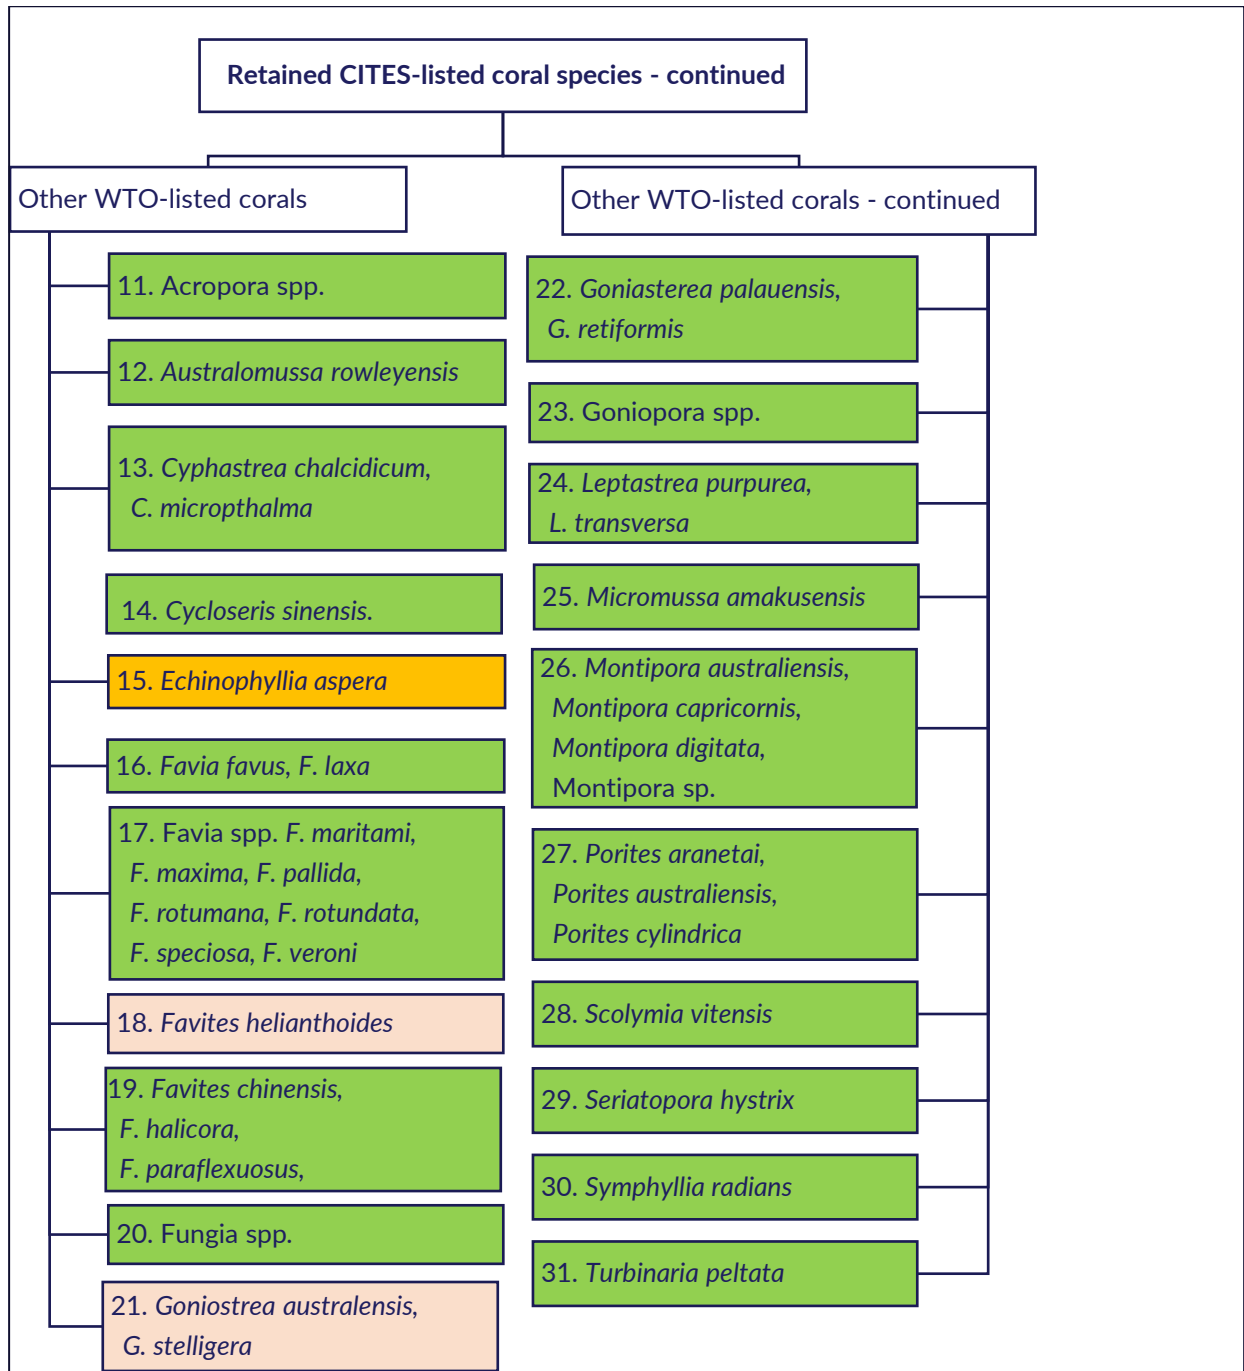 Retained CITES-listed coral species - continued
Other WTO-listed corals
11. Acropora spp.
12. Australomussa rowleyensis
13. Cyphastrea chalcidicum,
C. micropthalma
14. Cycloseris sinensis.
15. Echinophyllia aspera
16. Favia favus, F. laxa
17. Favia spp. F. maritami,
F. maxima, F. pallida,
F. rotumana, F. rotundata,
F. speciosa, F. veroni
18. Favites helianthoides
19. Favites chinensis,
F. halicora,
F. paraflexuosus,
20. Fungia spp.
21. Goniostrea australensis,
G. stelligera
Other WTO-listed corals - continued
22. Goniasterea palauensis,
G. retiformis
23. Goniopora spp.
24. Leptastrea purpurea,
L. transversa
25. Micromussa amakusensis
26. Montipora australiensis,
Montipora capricornis,
Montipora digitata,
Montipora sp.
27. Porites aranetai,
Porites australiensis,
Porites cylindrica
28. Scolymia vitensis
29. Seriatopora hystrix
30. Symphyllia radians
31. Turbinaria peltata